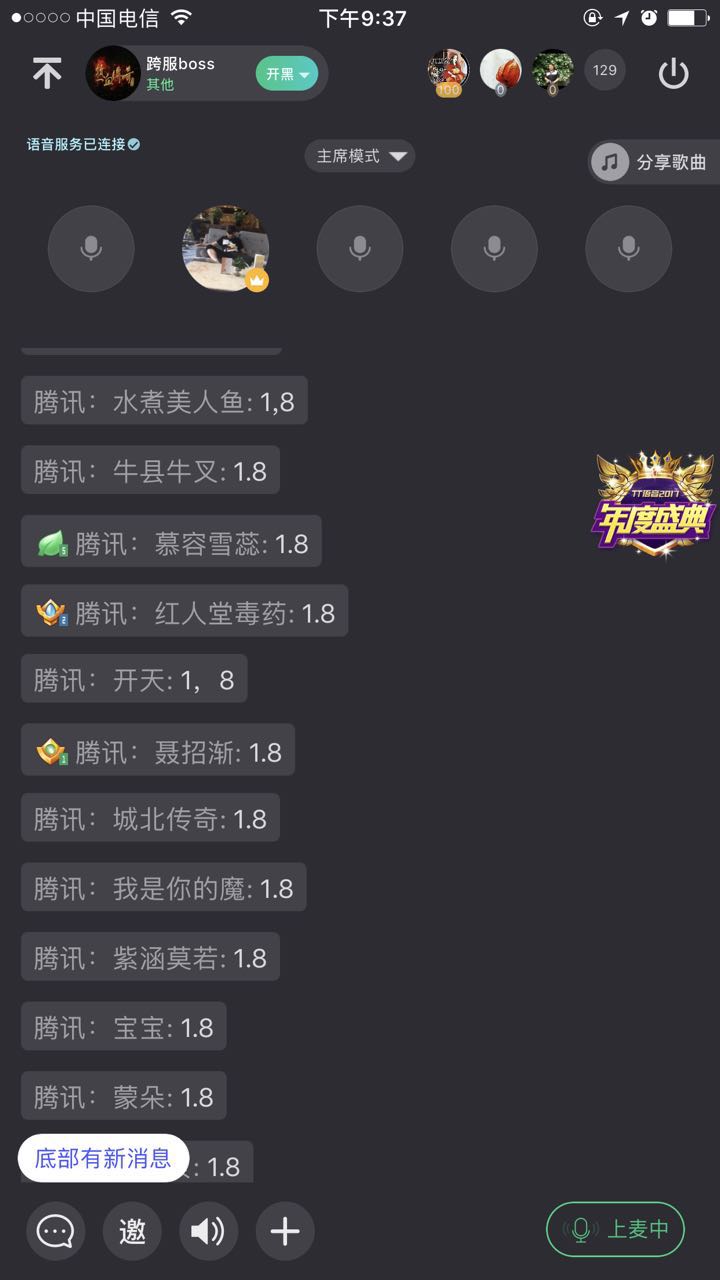 中国电信
下午9:37
跨服boss
其他
开黑
100
0
0
129
语音服务已连接
主席模式
分享歌曲
腾讯：水煮美人鱼: 1,8
腾讯：牛县牛叉: 1.8
TT语音2017
年度盛典
5 腾讯：慕容雪蕊: 1.8
2 腾讯：红人堂毒药: 1.8
腾讯：开天: 1，8
1 腾讯：聂招渐: 1.8
腾讯：城北传奇: 1.8
腾讯：我是你的魔: 1.8
腾讯：紫涵莫若: 1.8
腾讯：宝宝: 1.8
腾讯：蒙朵: 1.8
底部有新消息
: 1.8
邀
上麦中